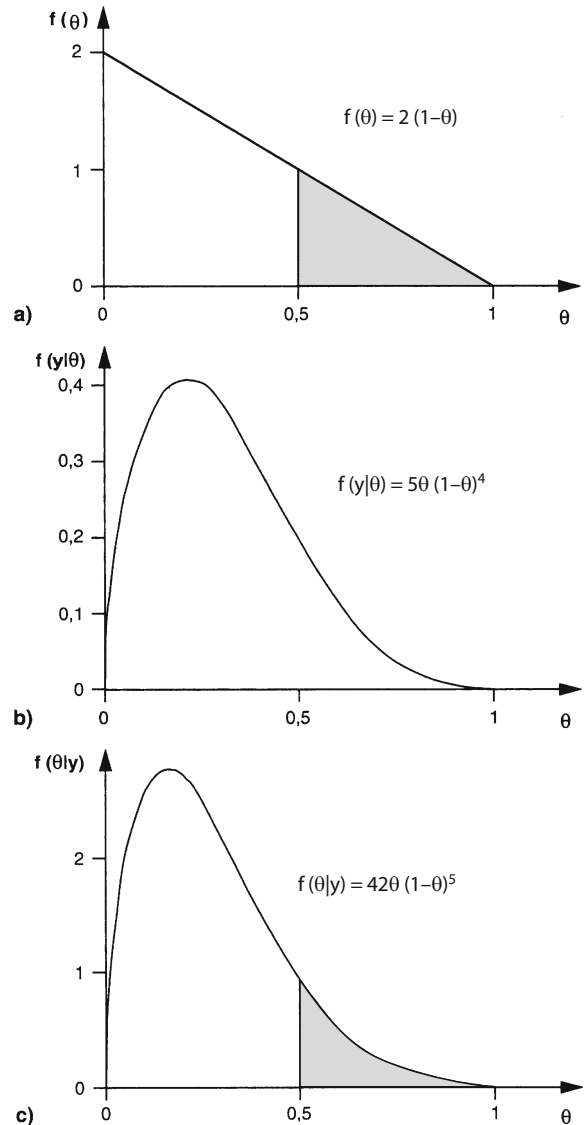 f (θ)
2
f (θ) = 2 (1–θ)
1
0
a)
0
0,5
1
θ
f (y|θ)
0,4
0,3
f (y|θ) = 5θ (1–θ)⁴
0,2
0,1
0
b)
0
0,5
1
θ
f (θ|y)
2
f (θ|y) = 42θ (1–θ)⁵
1
0
c)
0
0,5
1
θ